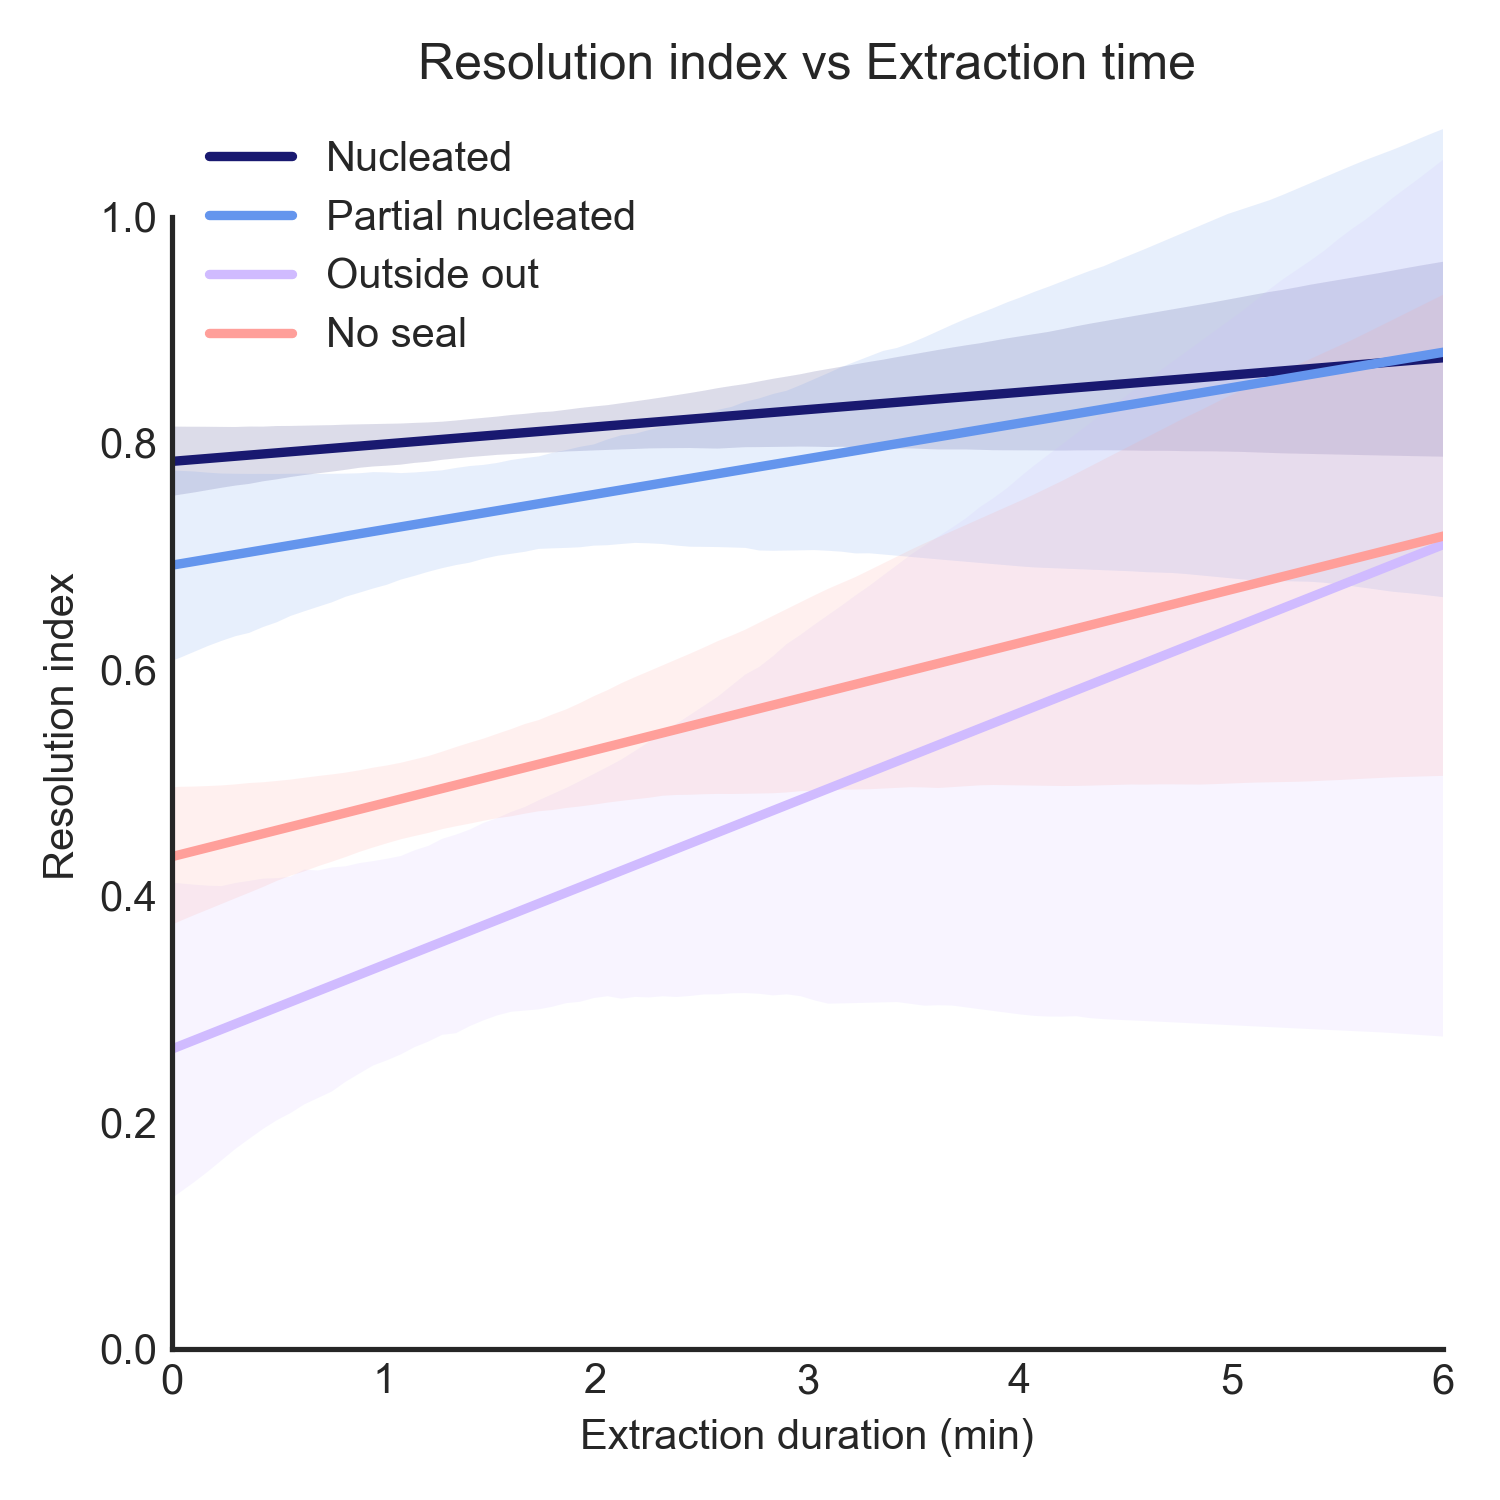 Resolution index vs Extraction time
Nucleated
Partial nucleated
Outside out
No seal
1.0
0.8
0.6
0.4
0.2
0.0
Resolution index
0 1 2 3 4 5 6
Extraction duration (min)